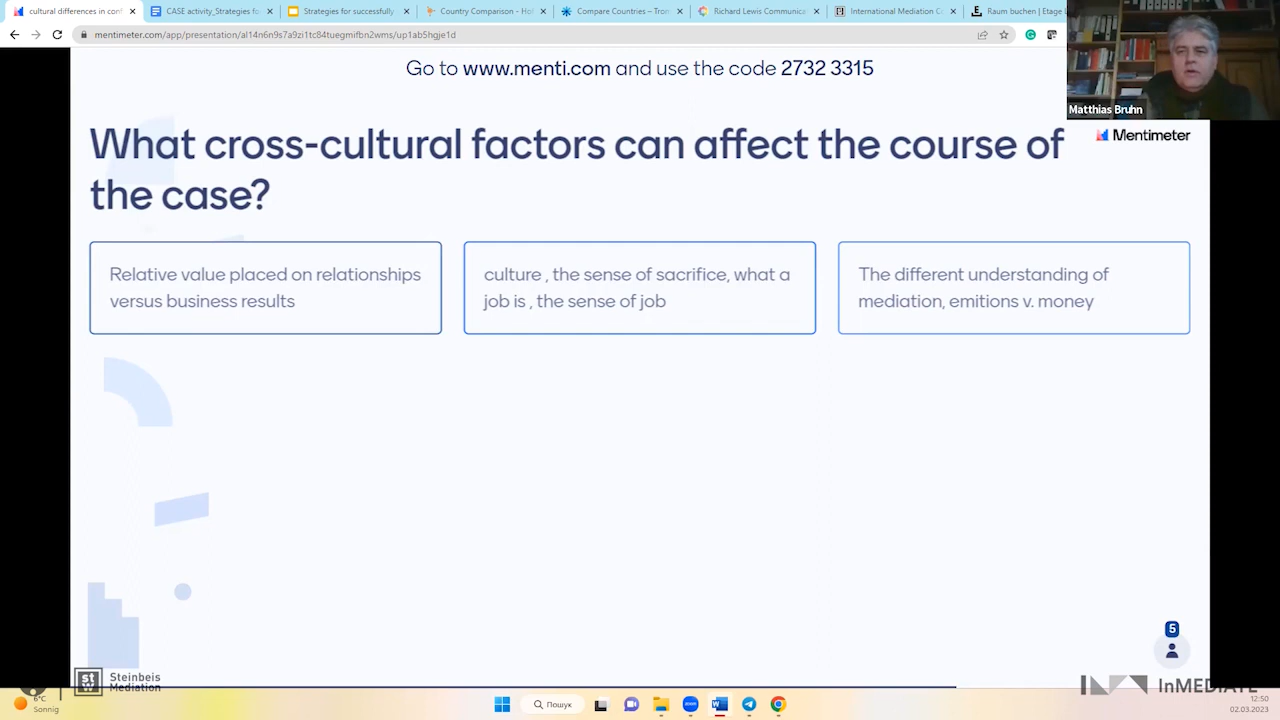 cultural differences in conf
CASE activity_Strategies fo
Strategies for successfully
Country Comparison - Ho
Compare Countries – Trom
Richard Lewis Communica
International Mediation C
Raum buchen | Etage
mentimeter.com/app/presentation/al14n6n9s7a9zi1tc84tuegmifbn2wms/up1ab5hgje1d
Matthias Bruhn
Go to www.menti.com and use the code 2732 3315
Mentimeter
What cross-cultural factors can affect the course of
the case?
Relative value placed on relationships
versus business results
culture , the sense of sacrifice, what a
job is , the sense of job
The different understanding of
mediation, emitions v. money
5
st
w
Steinbeis
Mediation
InMEDIATE
6°C
Sonnig
Пошук
zoom
12:50
02.03.2023